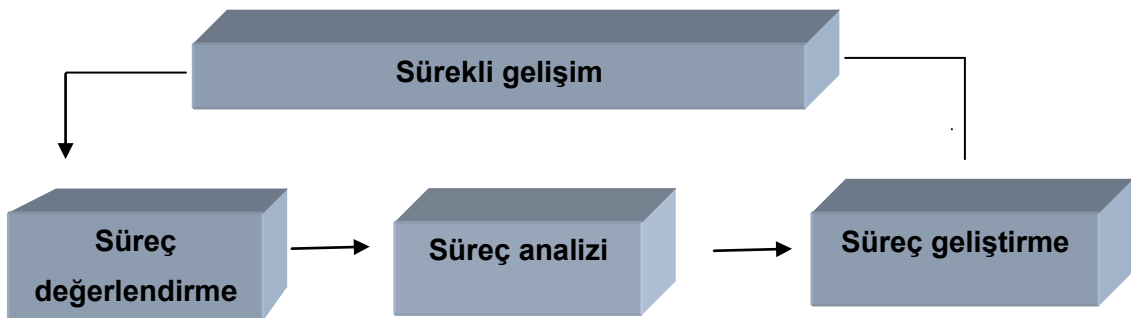 Sürekli gelişim
Süreç
değerlendirme
Süreç analizi
Süreç geliştirme